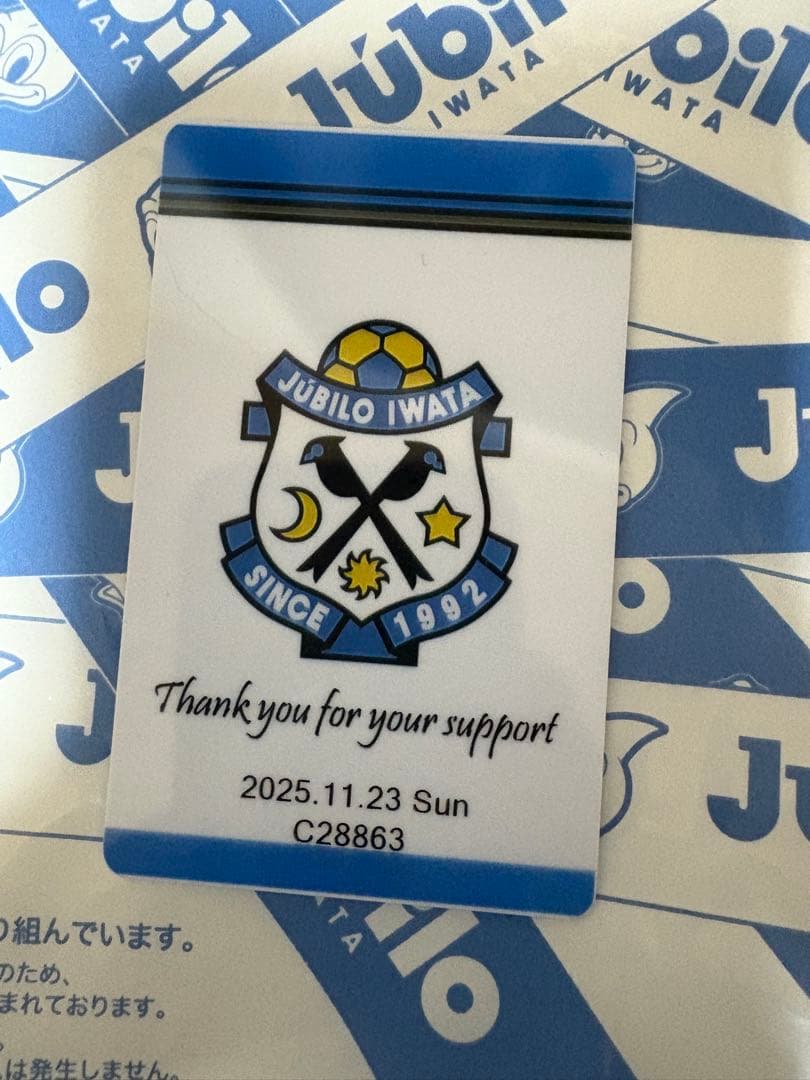 Júbilo
IWATA
IWATA
IWATA
JÚBILO IWATA
SINCE 1992
Thank you for your support
2025.11.23 Sun
C28863
り組んでいます。
のため、
まれております。
は発生しません。